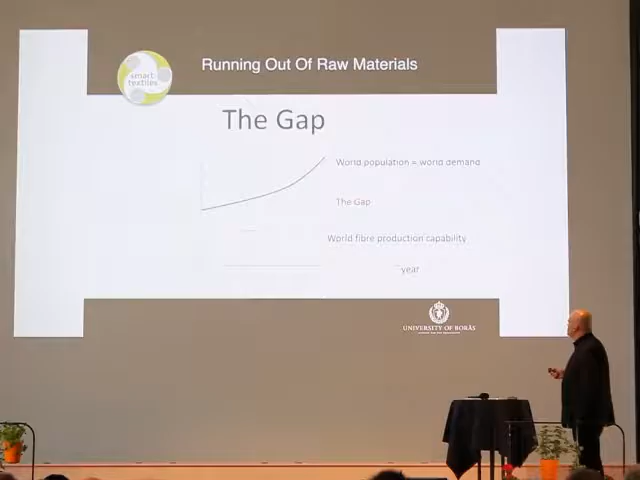 smart
textiles
Running Out Of Raw Materials
The Gap
World population = world demand
The Gap
World fibre production capability
year
UNIVERSITY OF BORÅS